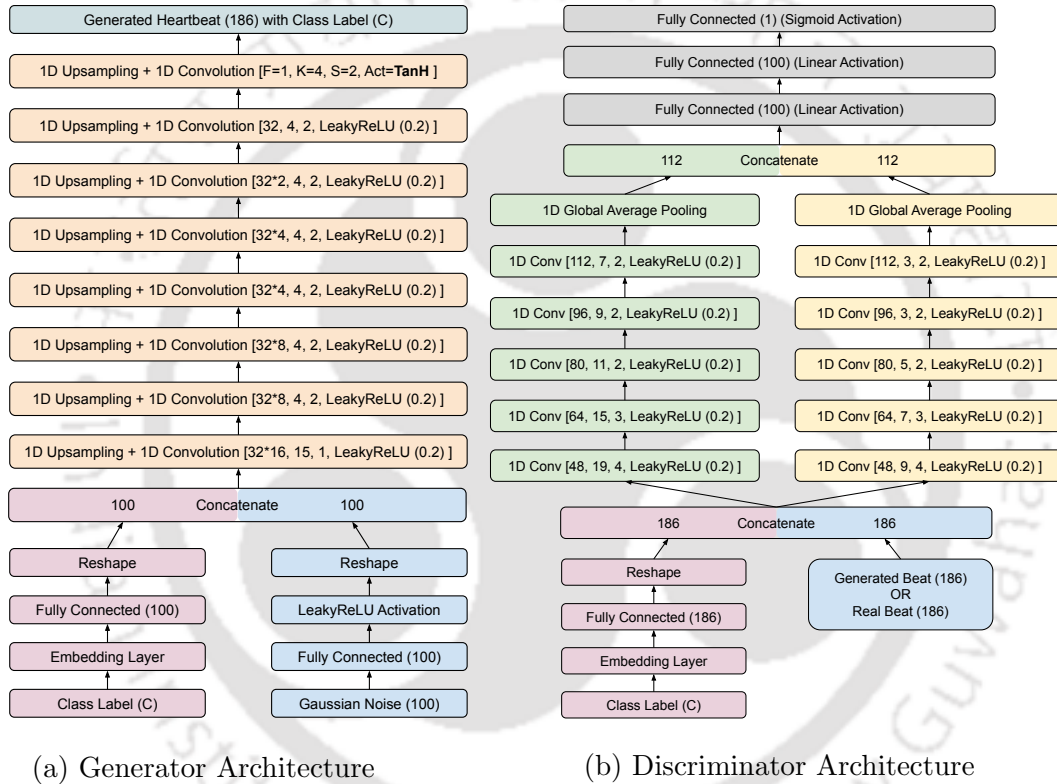 Generated Heartbeat (186) with Class Label (C)
1D Upsampling + 1D Convolution [F=1, K=4, S=2, Act=TanH ]
1D Upsampling + 1D Convolution [32, 4, 2, LeakyReLU (0.2) ]
1D Upsampling + 1D Convolution [32*2, 4, 2, LeakyReLU (0.2) ]
1D Upsampling + 1D Convolution [32*4, 4, 2, LeakyReLU (0.2) ]
1D Upsampling + 1D Convolution [32*4, 4, 2, LeakyReLU (0.2) ]
1D Upsampling + 1D Convolution [32*8, 4, 2, LeakyReLU (0.2) ]
1D Upsampling + 1D Convolution [32*8, 4, 2, LeakyReLU (0.2) ]
1D Upsampling + 1D Convolution [32*16, 15, 1, LeakyReLU (0.2) ]
100 Concatenate 100
Reshape
Fully Connected (100)
Embedding Layer
Class Label (C)
Reshape
LeakyReLU Activation
Fully Connected (100)
Gaussian Noise (100)
(a) Generator Architecture
Fully Connected (1) (Sigmoid Activation)
Fully Connected (100) (Linear Activation)
Fully Connected (100) (Linear Activation)
112 Concatenate 112
1D Global Average Pooling
1D Conv [112, 7, 2, LeakyReLU (0.2) ]
1D Conv [96, 9, 2, LeakyReLU (0.2) ]
1D Conv [80, 11, 2, LeakyReLU (0.2) ]
1D Conv [64, 15, 3, LeakyReLU (0.2) ]
1D Conv [48, 19, 4, LeakyReLU (0.2) ]
1D Global Average Pooling
1D Conv [112, 3, 2, LeakyReLU (0.2) ]
1D Conv [96, 3, 2, LeakyReLU (0.2) ]
1D Conv [80, 5, 2, LeakyReLU (0.2) ]
1D Conv [64, 7, 3, LeakyReLU (0.2) ]
1D Conv [48, 9, 4, LeakyReLU (0.2) ]
186 Concatenate 186
Reshape
Fully Connected (186)
Embedding Layer
Class Label (C)
Generated Beat (186)
OR
Real Beat (186)
(b) Discriminator Architecture